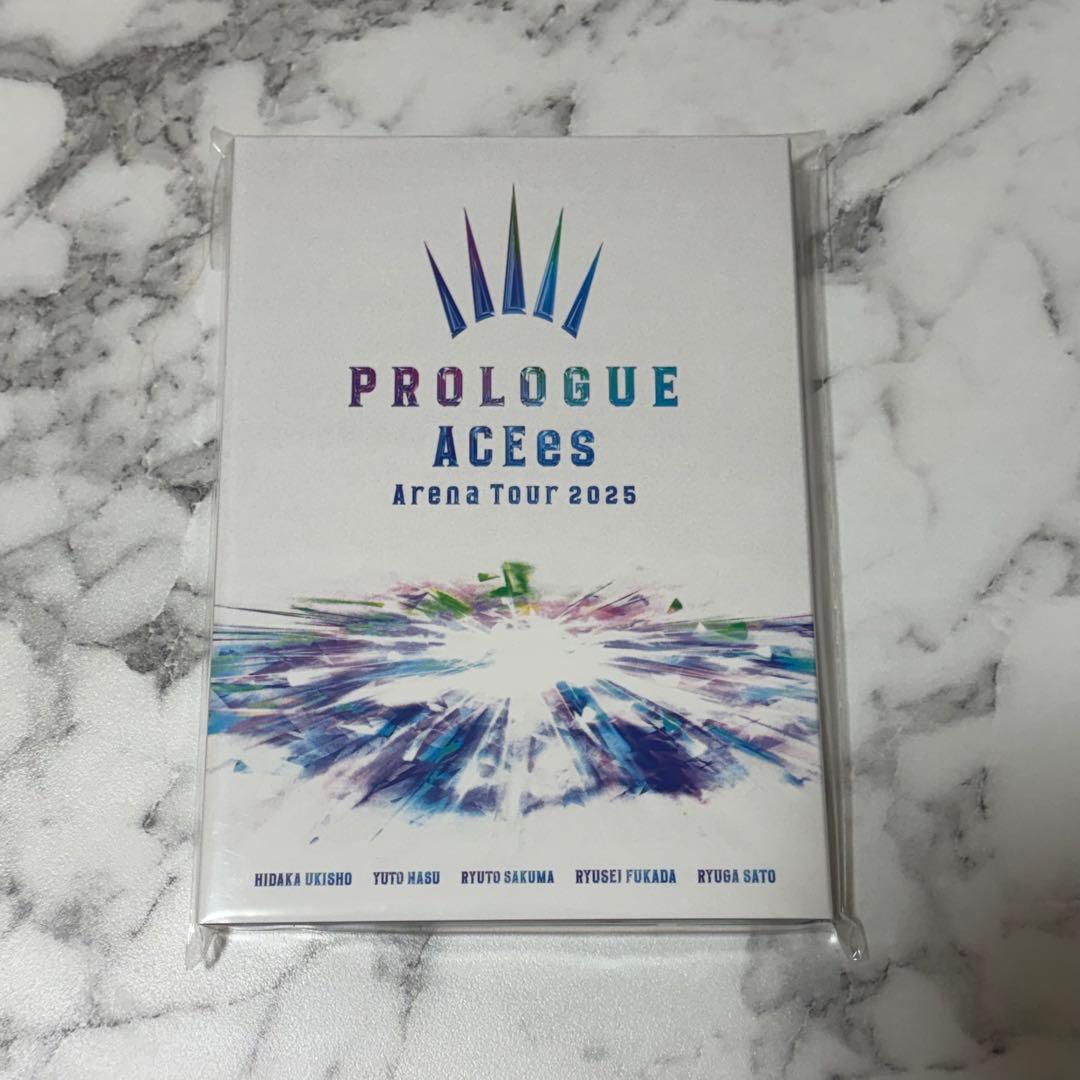 PROLOGUE
ACEes
Arena Tour 2025
HIDAKA UKISHO YUTO NASU RYUTO SAKUMA RYUSEI FUKADA RYUGA SATO